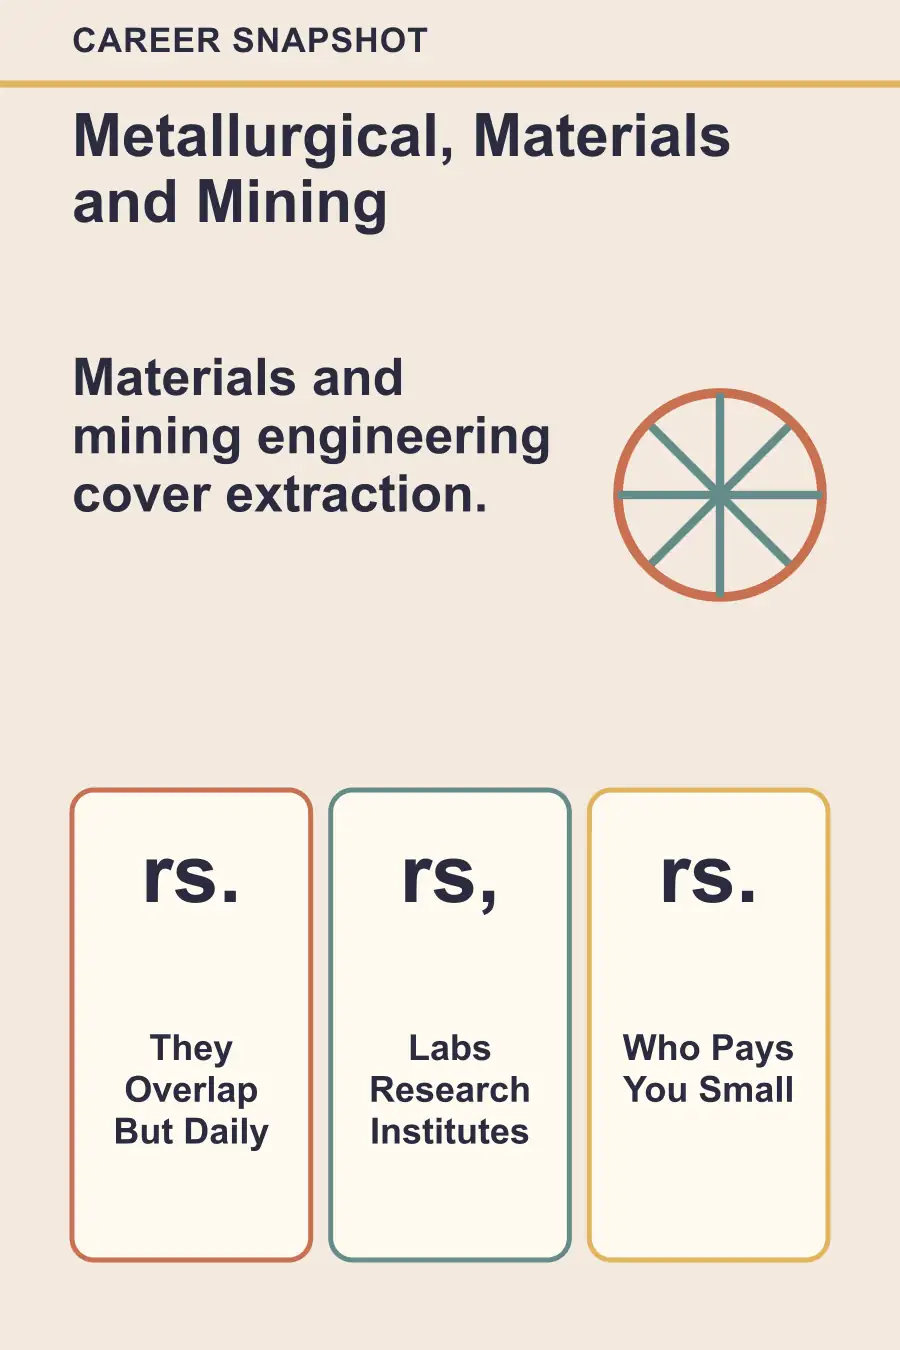 CAREER SNAPSHOT
Metallurgical, Materials
and Mining
Materials and
mining engineering
cover extraction.
rs.
They
Overlap
But Daily
rs,
Labs
Research
Institutes
rs.
Who Pays
You Small